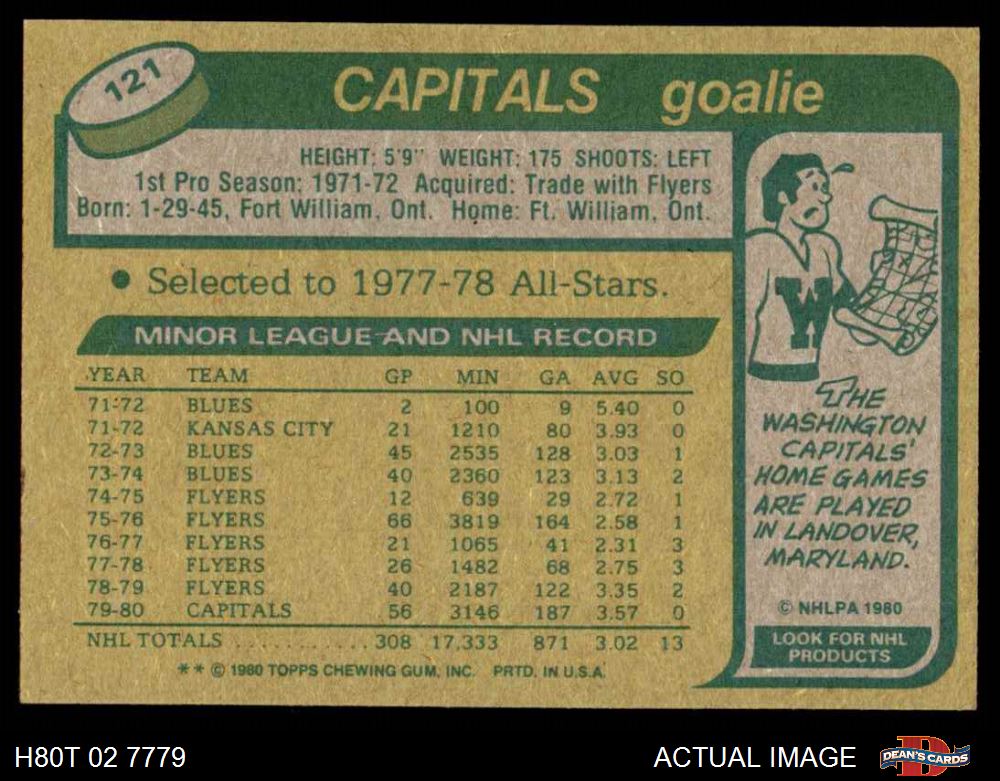 121
CAPITALS goalie
HEIGHT: 5'9" WEIGHT: 175 SHOOTS: LEFT
1st Pro Season: 1971-72 Acquired: Trade with Flyers
Born: 1-29-45, Fort William, Ont. Home: Ft. William, Ont.
• Selected to 1977-78 All-Stars.
MINOR LEAGUE AND NHL RECORD
YEAR TEAM GP MIN GA AVG SO
71-72 BLUES 2 100 9 5.40 0
71-72 KANSAS CITY 21 1210 80 3.93 0
72-73 BLUES 45 2535 128 3.03 1
73-74 BLUES 40 2360 123 3.13 2
74-75 FLYERS 12 639 29 2.72 1
75-76 FLYERS 66 3819 164 2.58 1
76-77 FLYERS 21 1065 41 2.31 3
77-78 FLYERS 26 1482 68 2.75 3
78-79 FLYERS 40 2187 122 3.35 2
79-80 CAPITALS 56 3146 187 3.57 0
NHL TOTALS ............ 308 17,333 871 3.02 13
** © 1980 TOPPS CHEWING GUM, INC. PRTD. IN U.S.A.
W
THE
WASHINGTON
CAPITALS'
HOME GAMES
ARE PLAYED
IN LANDOVER,
MARYLAND.
© NHLPA 1980
LOOK FOR NHL
PRODUCTS
H80T 02 7779
ACTUAL IMAGE
D
DEAN'S CARDS